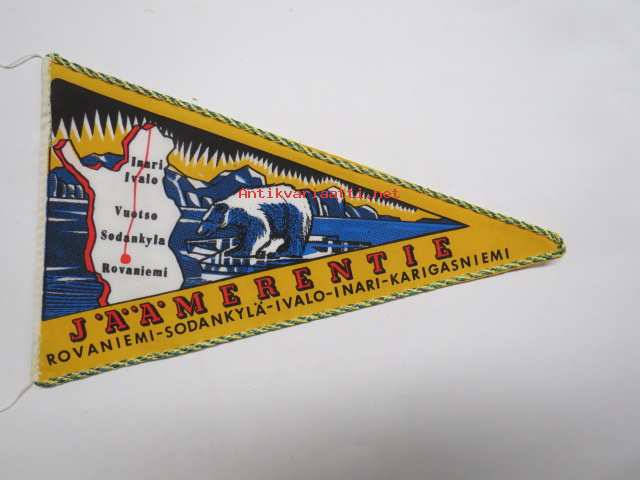 Inari
Ivalo
Vuotso
Sodankyla
Rovaniemi
Antikvariaatti.net
JÄÄMERENTIE
ROVANIEMI-SODANKYLÄ-IVALO-INARI-KARIGASNIEMI